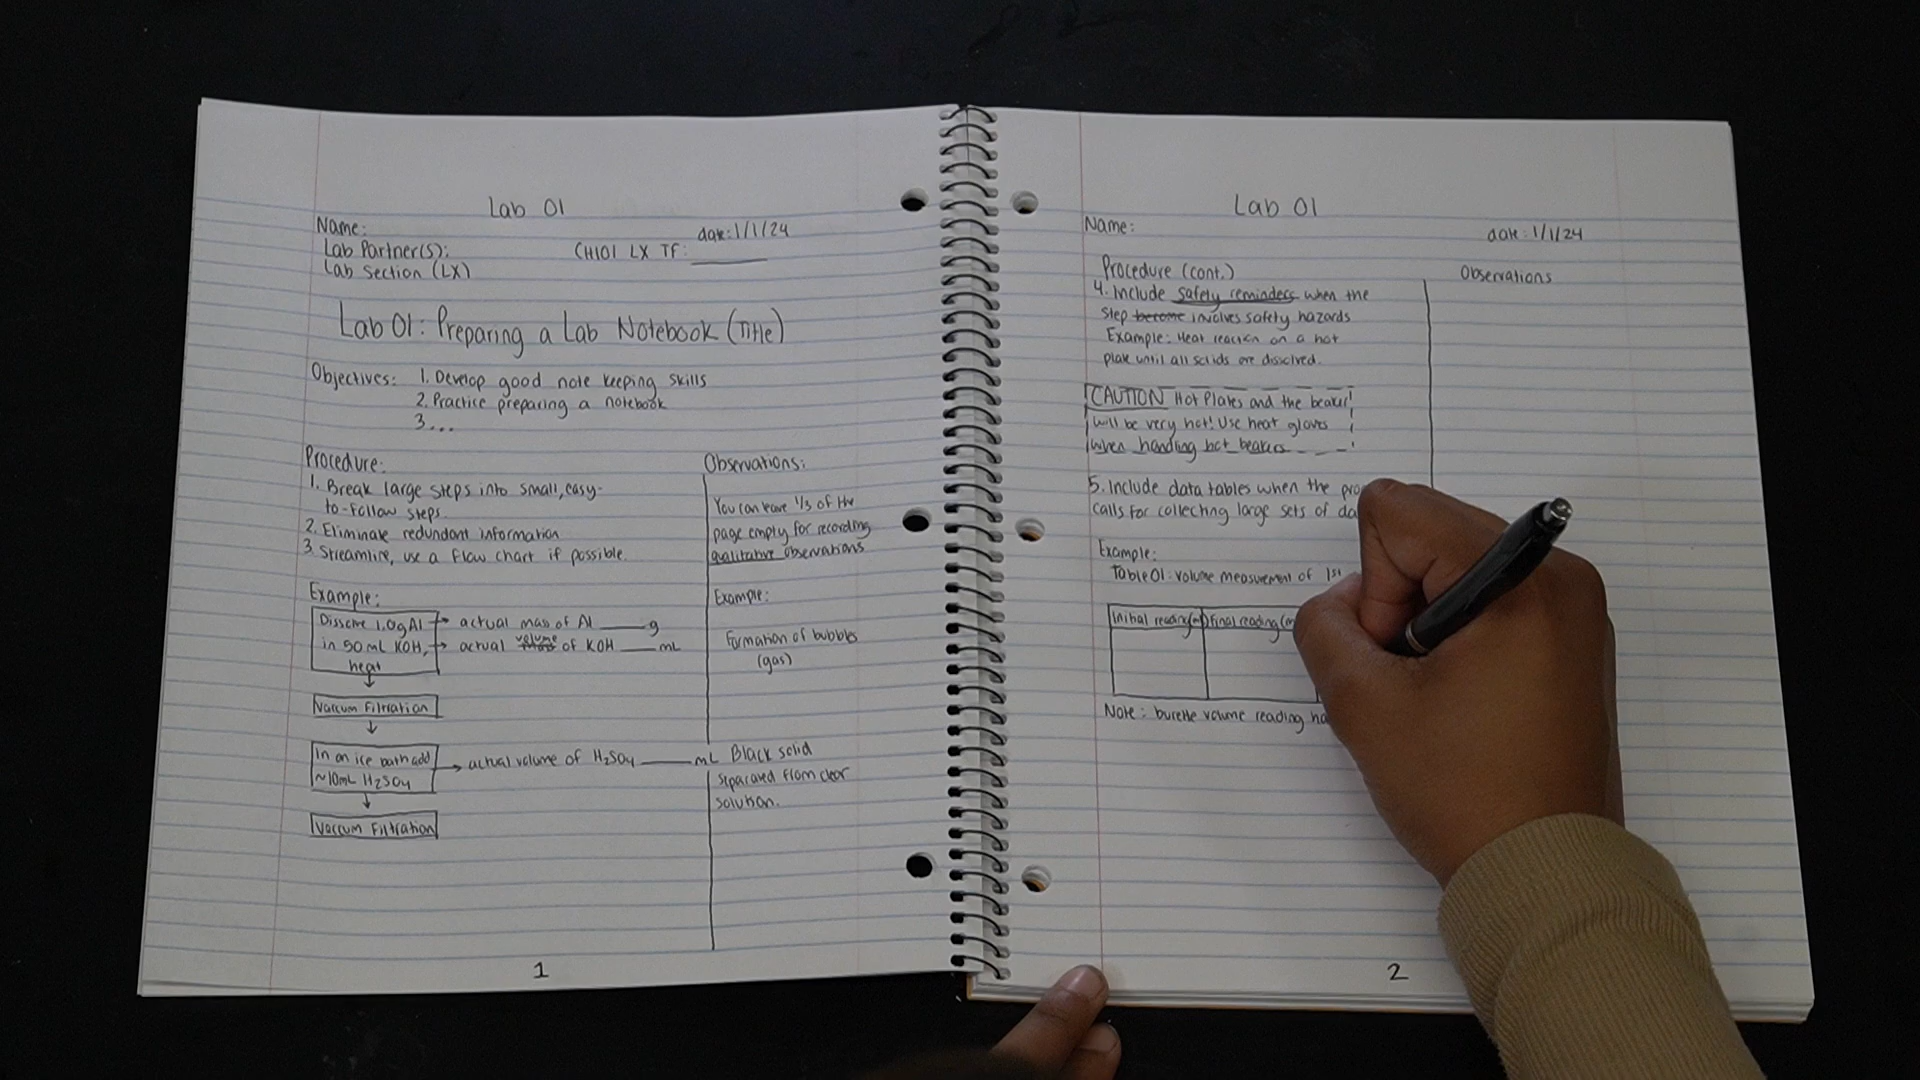 Lab 01
Name:
date: 1/1/24
Lab Partner(s):
CH101 LX TF: ______
Lab Section (LX)
Lab 01: Preparing a Lab Notebook (Title)
Objectives: 1. Develop good note keeping skills
2. Practice preparing a notebook
3...
Procedure:
1. Break large steps into small, easy-
to-follow steps.
2. Eliminate redundant information
3. Streamline, use a flow chart if possible.
Example:
Dissolve 1.0g Al → actual mass of Al ____ g
in 50 mL KOH, → actual volume of KOH ____ mL
heat
↓
Vaccum Filtration
↓
In an ice bath add
~10mL H₂SO₄ → actual volume of H₂SO₄ ____ mL
↓
Vaccum Filtration
Observations:
You can leave 1/3 of the
page empty for recording
qualitative observations
Example:
Formation of bubbles
(gas)
Black solid
separated from clear
solution.
1
Lab 01
Name:
date: 1/1/24
Procedure (cont.)
Observations
4. Include safety reminders when the
step become involves safety hazards
Example: Heat reaction on a hot
plate until all solids are dissolved.
CAUTION Hot Plates and the beaker
will be very hot! Use heat gloves
when handling hot beakers
5. Include data tables when the
calls for collecting large sets of
Example:
Table 01: volume measurement of 1st
Initial reading(mL) Final reading
Note: burette volume reading
2